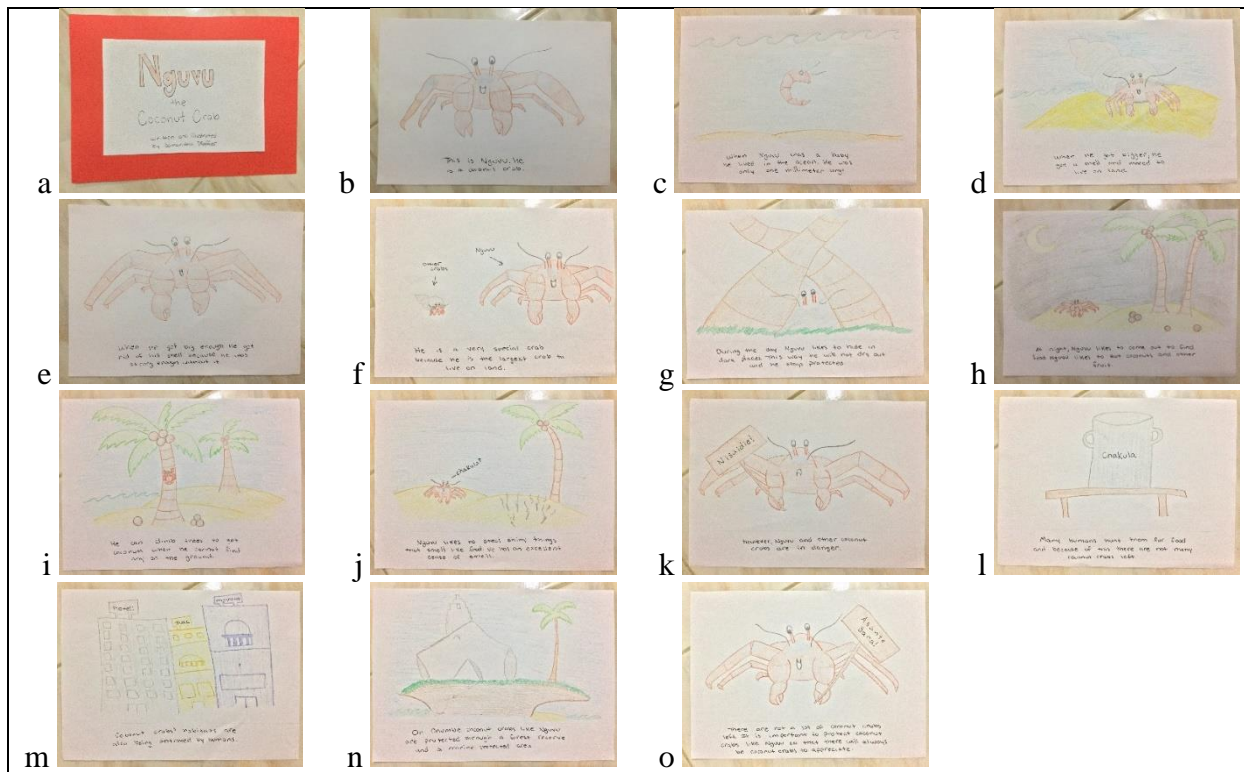 a
Nguvu
the
Coconut Crab
written and illustrated
b
This is Nguvu. He
is a coconut crab.
c
When Nguvu was a baby
he lived in the ocean. He was
only one millimeter long.
d
When he got bigger, he
got a shell and moved to
live on land.
e
When he got big enough he got
rid of his shell because he was
strong enough without it.
f
other
crabs
Nguvu
He is a very special crab
because he is the largest crab to
live on land.
g
During the day Nguvu likes to hide in
dark places. This way he will not dry out
and he stays protected.
h
At night, Nguvu likes to come out to find
food. Nguvu likes to eat coconuts and other
fruit.
i
He can climb trees to get
coconuts when he cannot find
any on the ground.
j
chakula?
Nguvu likes to steal shiny things
that smell like food. He has an excellent
sense of smell.
k
Nisaidie!
However, Nguvu and other coconut
crabs are in danger.
l
Chakula
Many humans hunt them for food
and because of this there are not many
coconut crabs left.
m
Hotel
Coconut crabs' habitats are
also being destroyed by humans.
n
On Chumbe coconut crabs like Nguvu
are protected through a forest reserve
and a marine protected area.
o
Asante
Sana!
There are not a lot of coconut crabs
left. It is important to protect coconut
crabs like Nguvu so that there will always
be coconut crabs to appreciate.